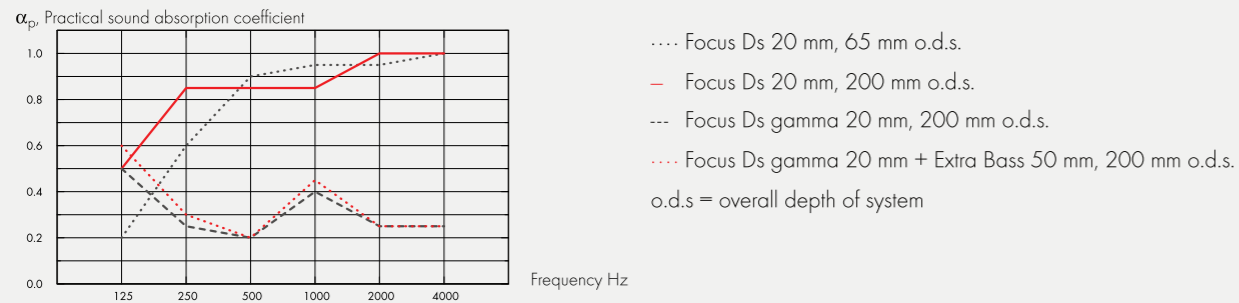 αp, Practical sound absorption coefficient
1.0
0.8
0.6
0.4
0.2
0.0
125 250 500 1000 2000 4000
Frequency Hz
Focus Ds 20 mm, 65 mm o.d.s.
Focus Ds 20 mm, 200 mm o.d.s.
Focus Ds gamma 20 mm, 200 mm o.d.s.
Focus Ds gamma 20 mm + Extra Bass 50 mm, 200 mm o.d.s.
o.d.s = overall depth of system